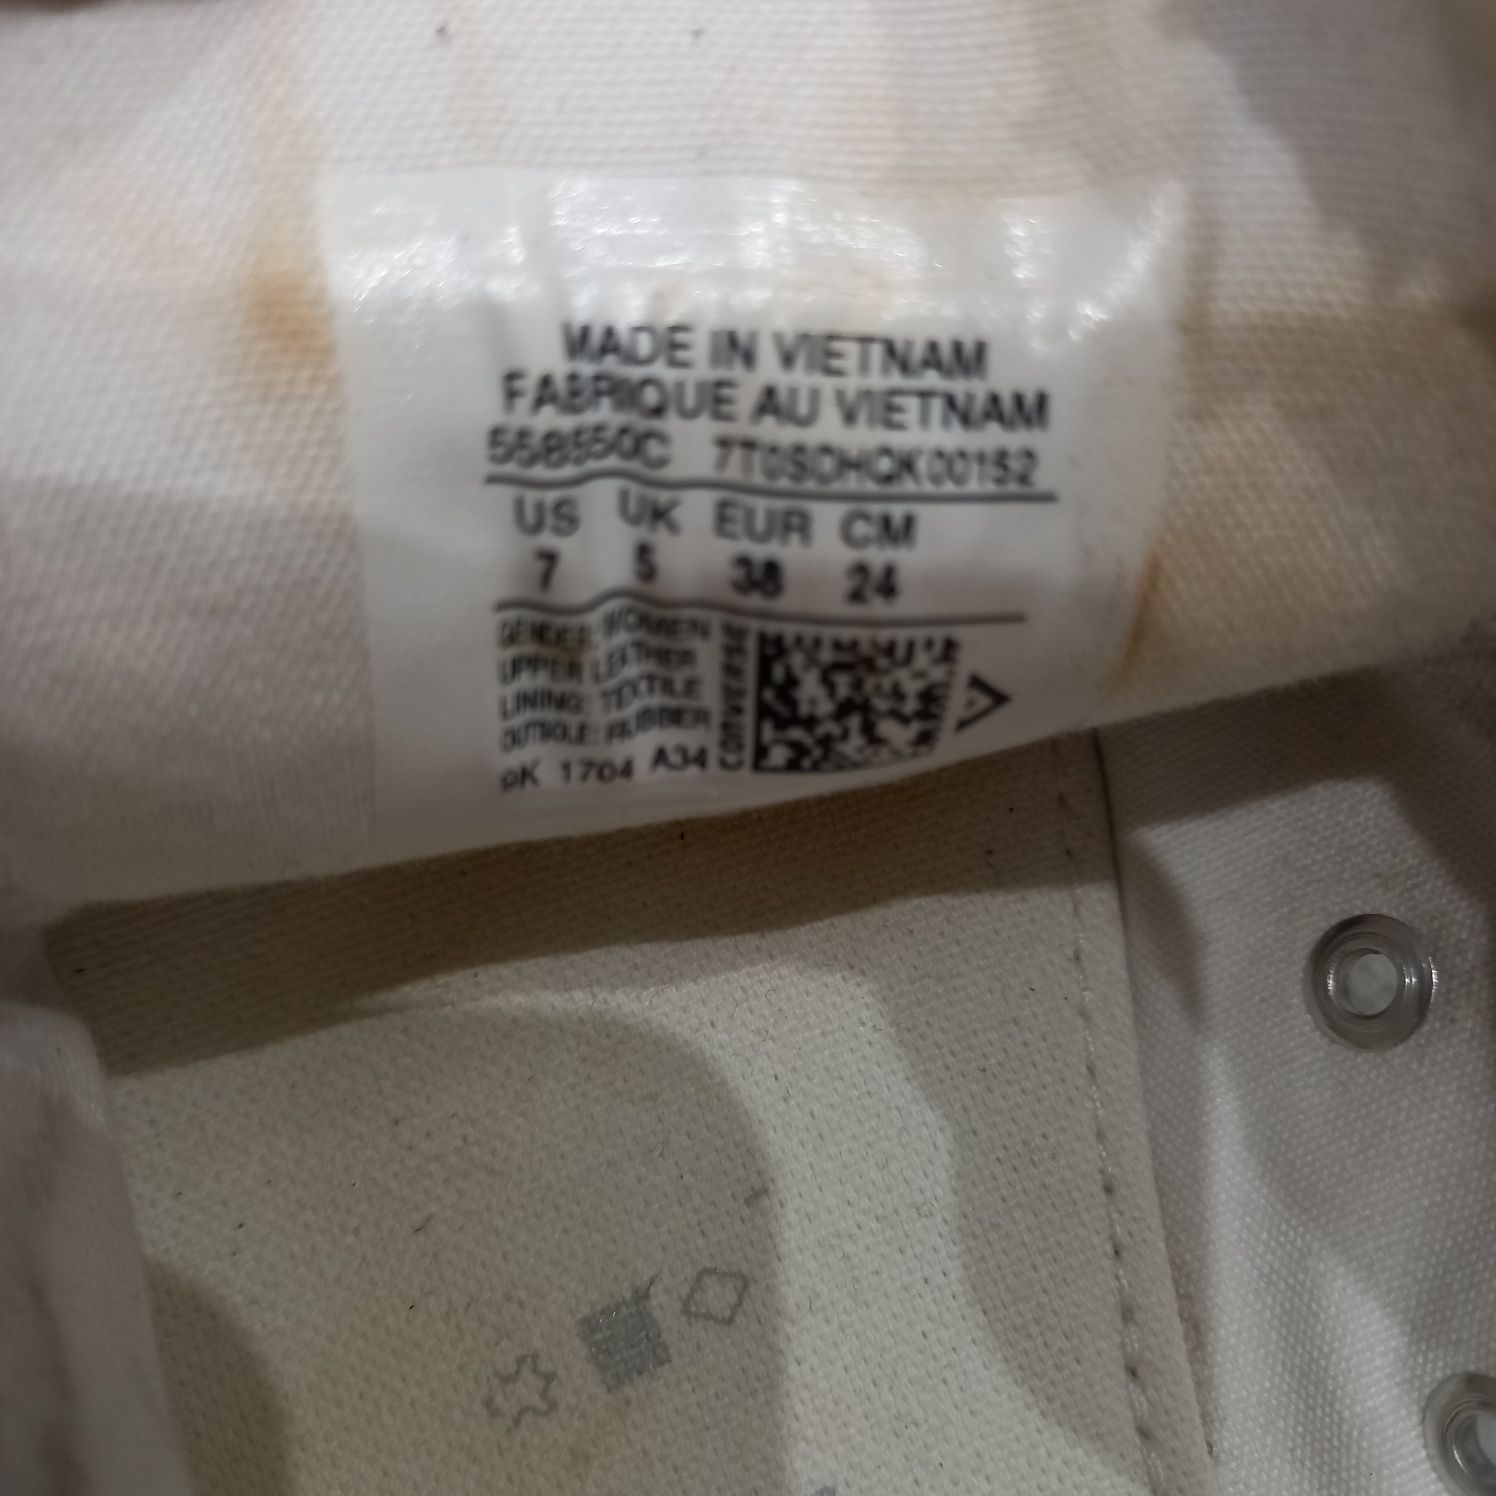 MADE IN VIETNAM
FABRIQUE AU VIETNAM
558550C 7T0SDHQK001S2
US UK EUR CM
7 5 38 24
GENDER: WOMEN
UPPER: LEATHER
LINING: TEXTILE
OUTSOLE: RUBBER
1704 A34
CONVERSE